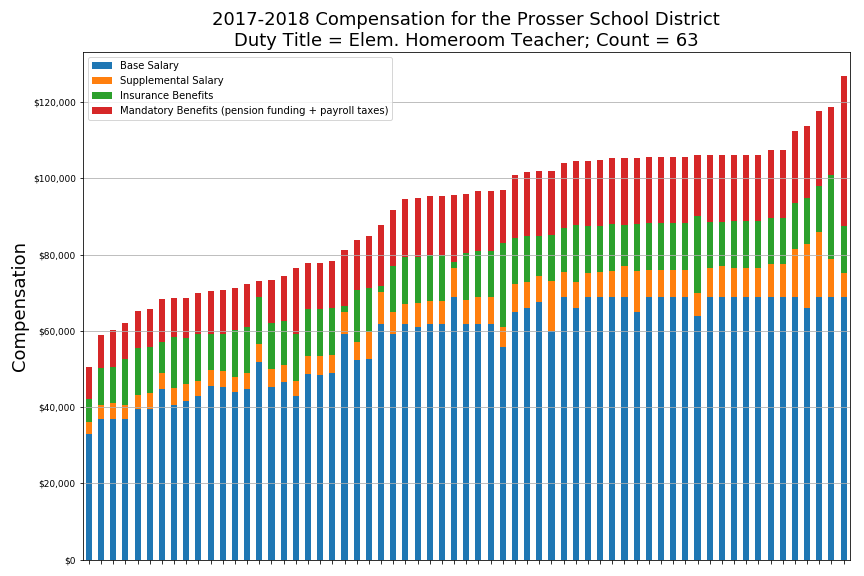 2017-2018 Compensation for the Prosser School District
Duty Title = Elem. Homeroom Teacher; Count = 63
Base Salary
Supplemental Salary
Insurance Benefits
Mandatory Benefits (pension funding + payroll taxes)
$120,000
$100,000
$80,000
$60,000
$40,000
$20,000
$0
Compensation